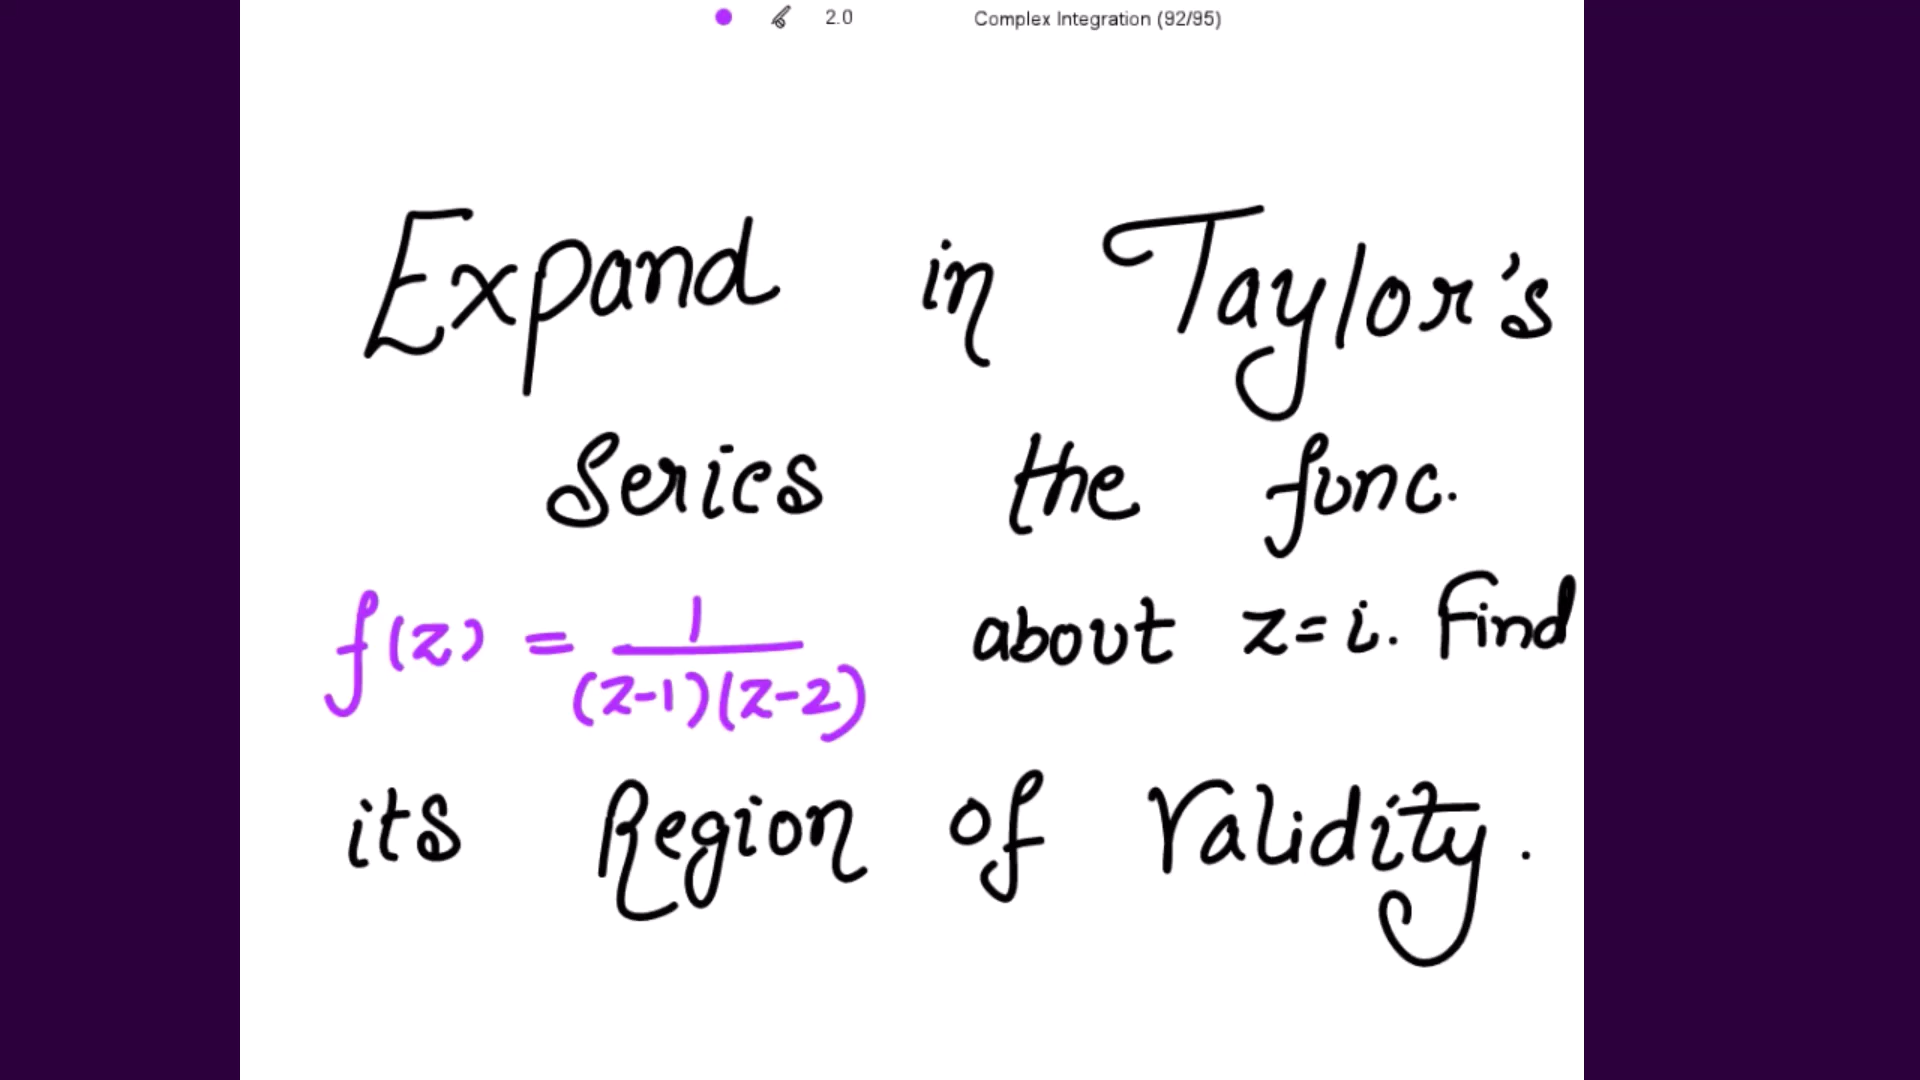 2.0 Complex Integration (92/95)
Expand in Taylor's
Series the func.
f(z) = 1/(z-1)(z-2) about z=i. Find
its Region of Validity.